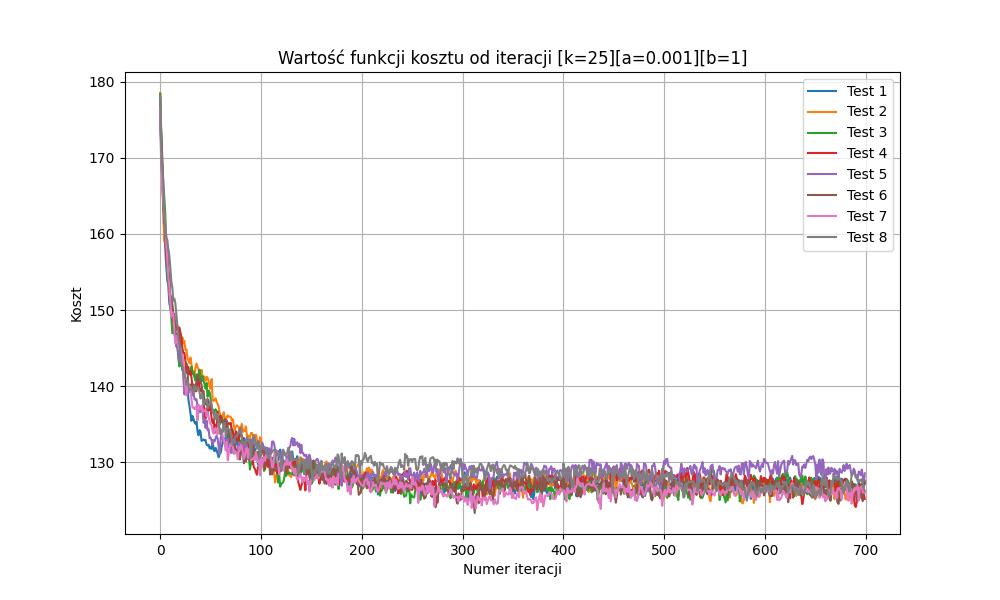 Wartość funkcji kosztu od iteracji [k=25][a=0.001][b=1]
180
170
160
150
140
130
Koszt
0 100 200 300 400 500 600 700
Numer iteracji
Test 1
Test 2
Test 3
Test 4
Test 5
Test 6
Test 7
Test 8